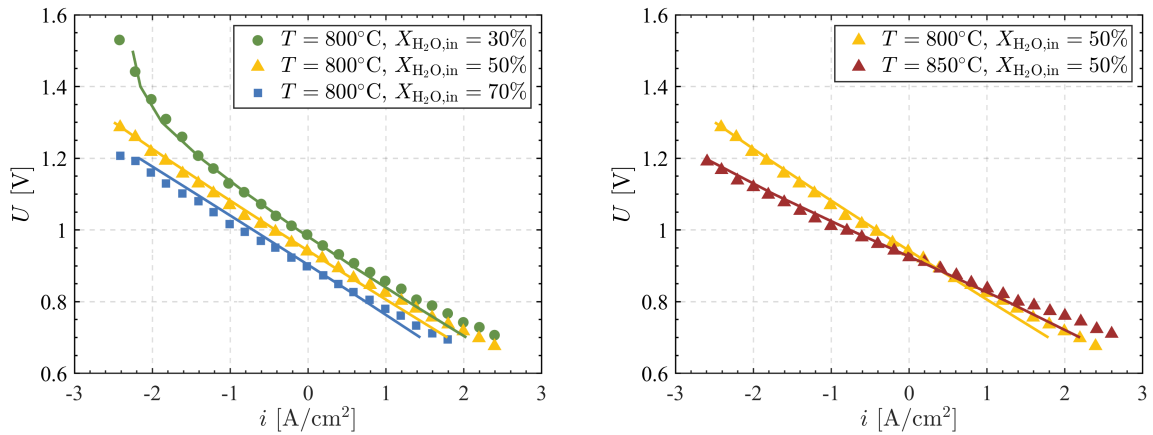 1.6
1.4
1.2
1
0.8
0.6
U [V]
-3 -2 -1 0 1 2 3
i [A/cm²]
T = 800°C, X_H₂O,in = 30%
T = 800°C, X_H₂O,in = 50%
T = 800°C, X_H₂O,in = 70%
1.6
1.4
1.2
1
0.8
0.6
U [V]
-3 -2 -1 0 1 2 3
i [A/cm²]
T = 800°C, X_H₂O,in = 50%
T = 850°C, X_H₂O,in = 50%